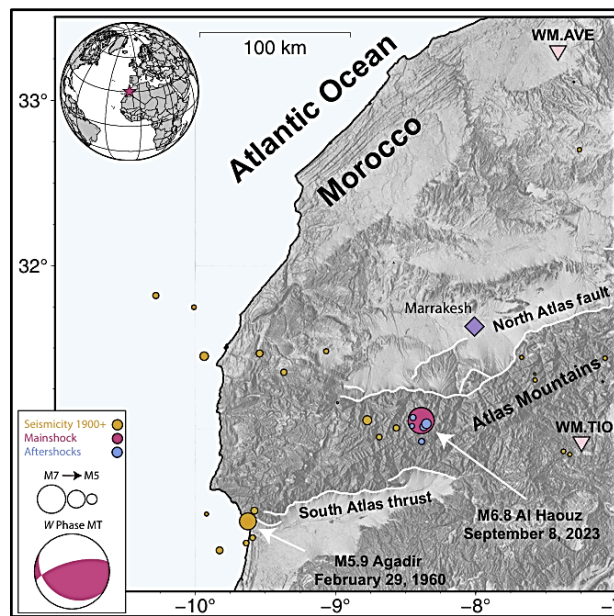 100 km
WM.AVE
33°
Atlantic Ocean
Morocco
32°
Marrakesh
North Atlas fault
Atlas Mountains
WM.TIO
Seismicity 1900+
Mainshock
Aftershocks
M7 → M5
W Phase MT
South Atlas thrust
M6.8 Al Haouz
September 8, 2023
M5.9 Agadir
February 29, 1960
-10° -9° -8°